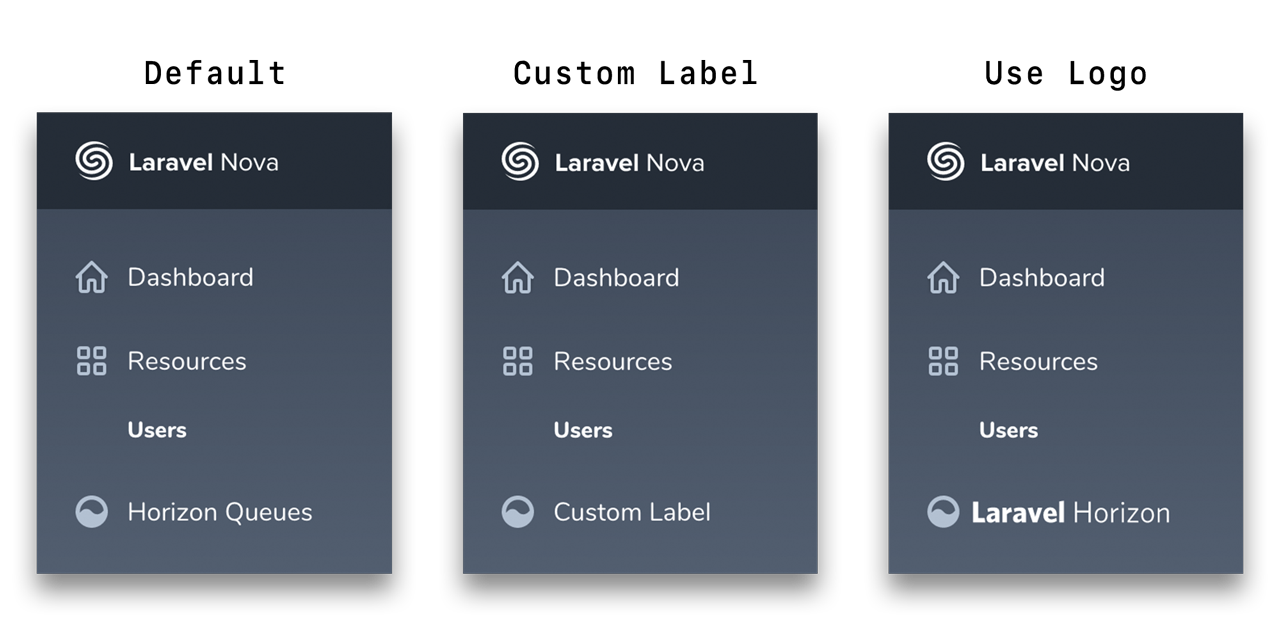 Default
Laravel Nova
Dashboard
Resources
Users
Horizon Queues
Custom Label
Laravel Nova
Dashboard
Resources
Users
Custom Label
Use Logo
Laravel Nova
Dashboard
Resources
Users
Laravel Horizon